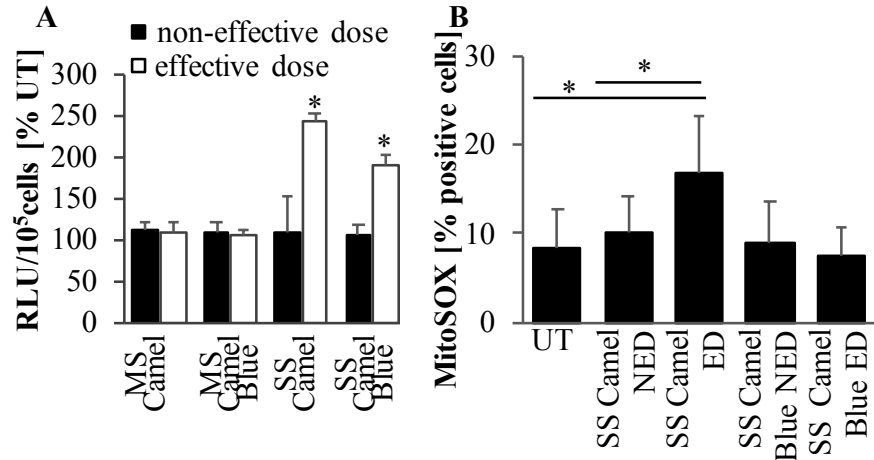 A
non-effective dose
effective dose
RLU/10⁵cells [% UT]
300
250
200
150
100
50
0
*
*
MS
Camel
MS
Camel
Blue
SS
Camel
SS
Camel
Blue
B
MitoSOX [% positive cells]
30
20
10
0
*
*
UT
SS Camel
NED
SS Camel
ED
SS Camel
Blue NED
SS Camel
Blue ED